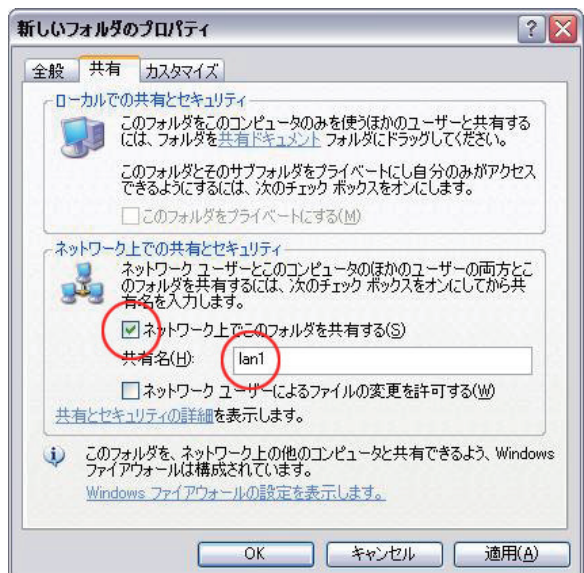 新しいフォルダのプロパティ
全般 共有 カスタマイズ
ローカルでの共有とセキュリティ
このフォルダをこのコンピュータのみを使うほかのユーザーと共有する
には、フォルダを共有ドキュメント フォルダにドラッグしてください。
このフォルダとそのサブフォルダをプライベートにし自分のみがアクセス
できるようにするには、次のチェック ボックスをオンにします。
このフォルダをプライベートにする(M)
ネットワーク上での共有とセキュリティ
ネットワーク ユーザーとこのコンピュータのほかのユーザーの両方とこ
のフォルダを共有するには、次のチェック ボックスをオンにしてから共
有名を入力します。
ネットワーク上でこのフォルダを共有する(S)
共有名(H): lan1
ネットワーク ユーザーによるファイルの変更を許可する(W)
共有とセキュリティの詳細を表示します。
このフォルダを、ネットワーク上の他のコンピュータと共有できるよう、Windows
ファイアウォールは構成されています。
Windows ファイアウォールの設定を表示します。
OK キャンセル 適用(A)